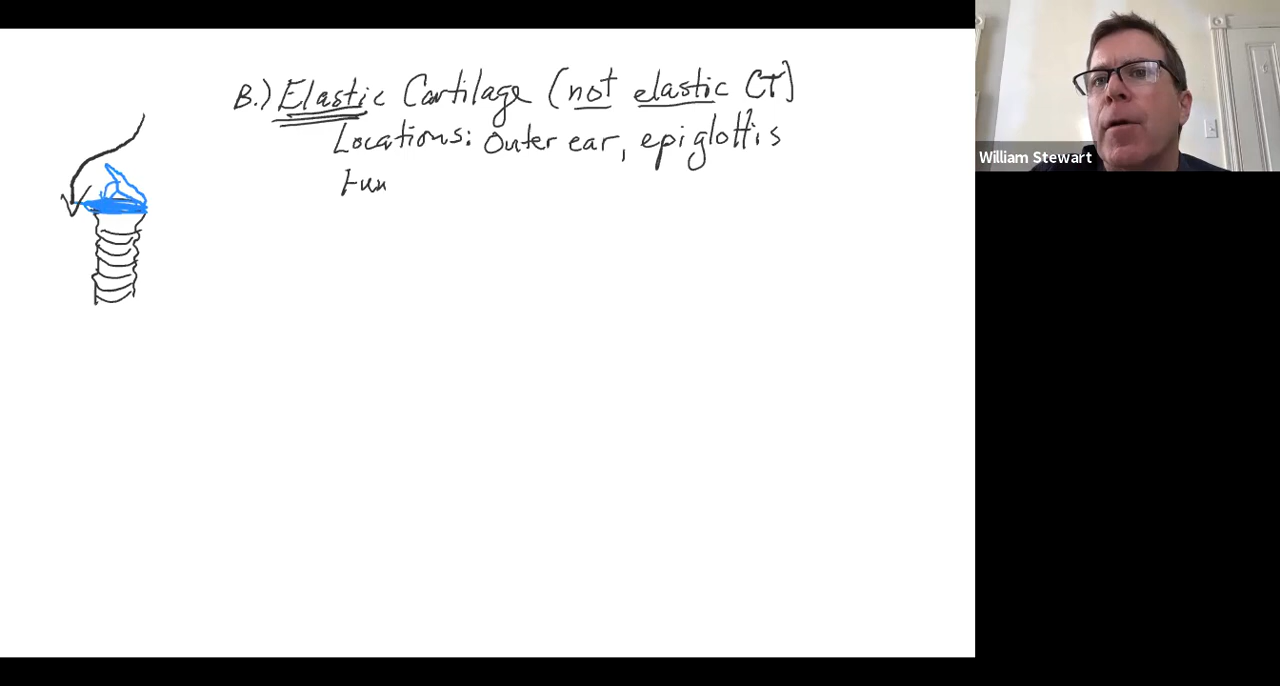 B.) Elastic Cartilage (not elastic CT)
Locations: Outer ear, epiglottis
Fun
William Stewart